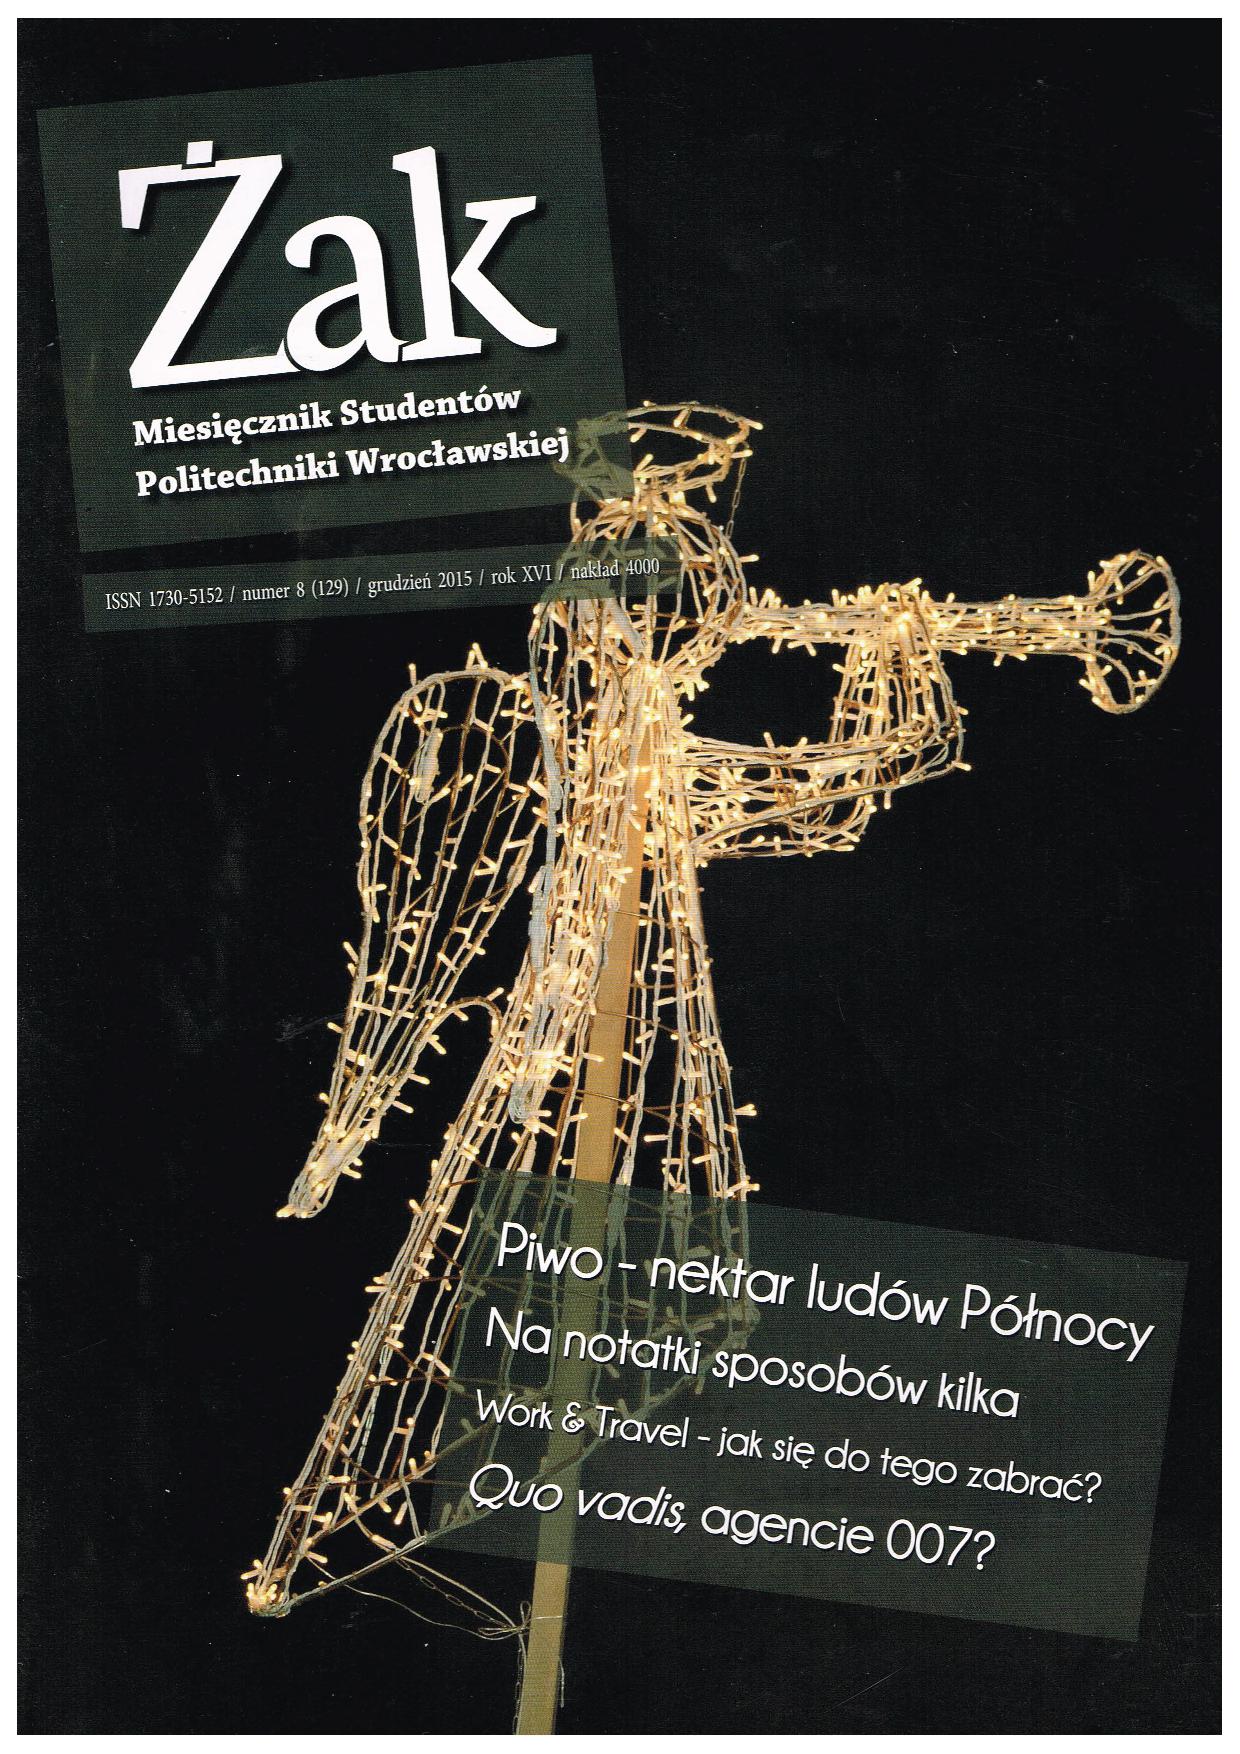 Żak
Miesięcznik Studentów
Politechniki Wrocławskiej
ISSN 1730-5152 / numer 8 (129) / grudzień 2015 / rok XVI / nakład 4000
Piwo - nektar ludów Północy
Na notatki sposobów kilka
Work & Travel - jak się do tego zabrać?
Quo vadis, agencie 007?